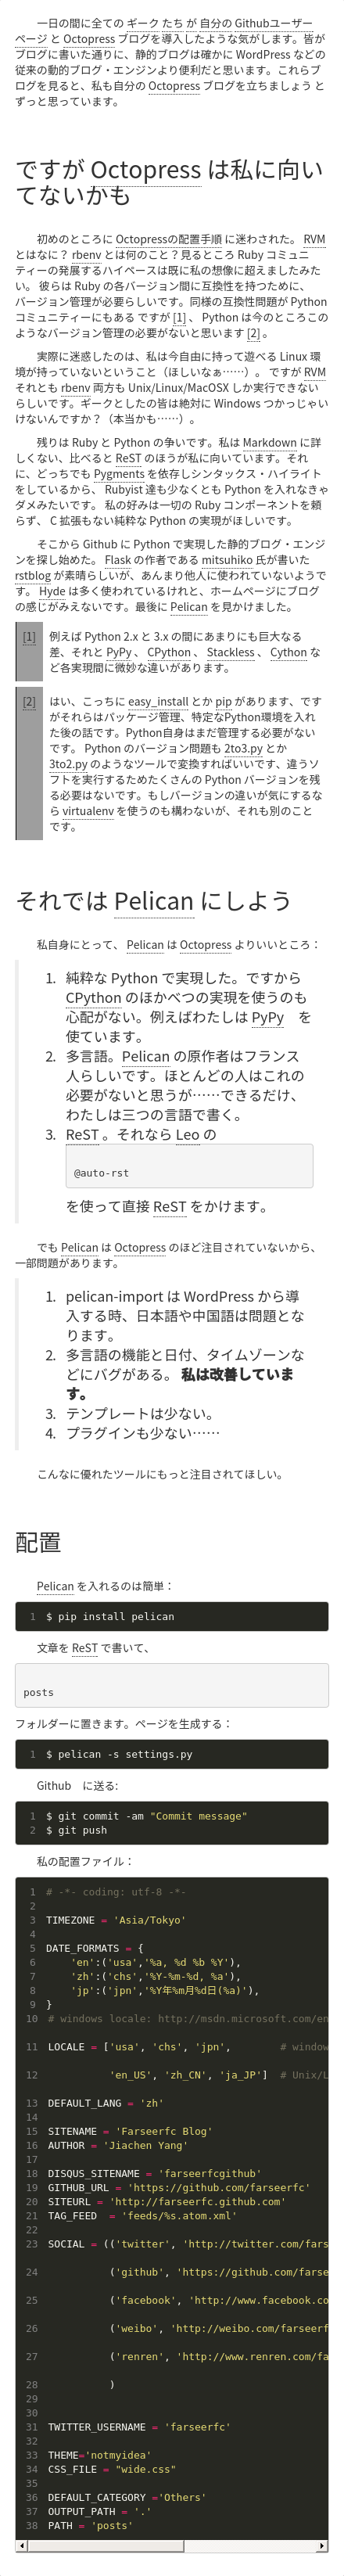 一日の間に全ての ギーク たち が 自分の Githubユーザー
ページ と Octopress ブログを導入したような気がします。皆が
ブログに書いた通りに、静的ブログは確かに WordPress などの
従来の動的ブログ・エンジンより便利だと思います。これらブ
ログを見ると、私も自分の Octopress ブログを立ちましょう と
ずっと思っています。
ですが Octopress は私に向い
てないかも
初めのところに Octopressの配置手順 に迷わされた。 RVM
とはなに？ rbenv とは何のこと？見るところ Ruby コミュニ
ティーの発展するハイペースは既に私の想像に超えましたみた
い。 彼らは Ruby の各バージョン間に互換性を持つために、
バージョン管理が必要らしいです。同様の互換性問題が Python
コミュニティーにもある ですが [1] 、 Python は今のところこの
ようなバージョン管理の必要がないと思います [2] 。
実際に迷惑したのは、私は今自由に持って遊べる Linux 環
境が持っていないということ（ほしいなぁ……）。 ですが RVM
それとも rbenv 両方も Unix/Linux/MacOSX しか実行できない
らしいです。ギークとしたの皆は絶対に Windows つかっじゃい
けないんですか？（本当かも……）。
残りは Ruby と Python の争いです。私は Markdown に詳
しくない、比べると ReST のほうが私に向いています。それ
に、どっちでも Pygments を依存しシンタックス・ハイライト
をしているから、 Rubyist 達も少なくとも Python を入れなきゃ
ダメみたいです。 私の好みは一切の Ruby コンポーネントを頼
らず、 C 拡張もない純粋な Python の実現がほしいです。
そこから Github に Python で実現した静的ブログ・エンジ
ンを探し始めた。 Flask の作者である mitsuhiko 氏が書いた
rstblog が素晴らしいが、あんまり他人に使われていないようで
す。 Hyde は多く使われているけれと、ホームページにブログ
の感じがみえないです。最後に Pelican を見かけました。
[1] 例えば Python 2.x と 3.x の間にあまりにも巨大なる
差、それと PyPy 、 CPython 、 Stackless 、 Cython な
ど各実現間に微妙な違いがあります。
[2] はい、こっちに easy_install とか pip があります、です
がそれらはパッケージ管理、特定なPython環境を入れ
た後の話です。Python自身はまだ管理する必要がない
です。 Python のバージョン問題も 2to3.py とか
3to2.py のようなツールで変換すればいいです、違うソ
フトを実行するためたくさんの Python バージョンを残
る必要はないです。もしバージョンの違いが気にするな
ら virtualenv を使うのも構わないが、それも別のこと
です。
それでは Pelican にしよう
私自身にとって、 Pelican は Octopress よりいいところ：
1. 純粋な Python で実現した。ですから
CPython のほかべつの実現を使うのも
心配がない。例えばわたしは PyPy　を
使ています。
2. 多言語。Pelican の原作者はフランス
人らしいです。ほとんどの人はこれの
必要がないと思うが……できるだけ、
わたしは三つの言語で書く。
3. ReST 。それなら Leo の
@auto-rst
を使って直接 ReST をかけます。
でも Pelican は Octopress のほど注目されていないから、
一部問題があります。
1. pelican-import は WordPress から導
入する時、日本語や中国語は問題とな
ります。
2. 多言語の機能と日付、タイムゾーンな
どにバグがある。 私は改善していま
す。
3. テンプレートは少ない。
4. プラグインも少ない……
こんなに優れたツールにもっと注目されてほしい。
配置
Pelican を入れるのは簡単：
1 $ pip install pelican
文章を ReST で書いて、
posts
フォルダーに置きます。ページを生成する：
1 $ pelican -s settings.py
Github　に送る:
1 $ git commit -am "Commit message"
2 $ git push
私の配置ファイル：
1 # -*- coding: utf-8 -*-
2
3 TIMEZONE = 'Asia/Tokyo'
4
5 DATE_FORMATS = {
6     'en':('usa','%a, %d %b %Y'),
7     'zh':('chs','%Y-%m-%d, %a'),
8     'jp':('jpn','%Y年%m月%d日(%a)'),
9 }
10 # windows locale: http://msdn.microsoft.com/en
11 LOCALE = ['usa', 'chs', 'jpn',        # window
12           'en_US', 'zh_CN', 'ja_JP']  # Unix/L
13 DEFAULT_LANG = 'zh'
14
15 SITENAME = 'Farseerfc Blog'
16 AUTHOR = 'Jiachen Yang'
17
18 DISQUS_SITENAME = 'farseerfcgithub'
19 GITHUB_URL = 'https://github.com/farseerfc'
20 SITEURL = 'http://farseerfc.github.com'
21 TAG_FEED  = 'feeds/%s.atom.xml'
22
23 SOCIAL = (('twitter', 'http://twitter.com/fars
24           ('github', 'https://github.com/farse
25           ('facebook', 'http://www.facebook.co
26           ('weibo', 'http://weibo.com/farseerf
27           ('renren', 'http://www.renren.com/fa
28           )
29
30
31 TWITTER_USERNAME = 'farseerfc'
32
33 THEME='notmyidea'
34 CSS_FILE = "wide.css"
35
36 DEFAULT_CATEGORY ='Others'
37 OUTPUT_PATH = '.'
38 PATH = 'posts'